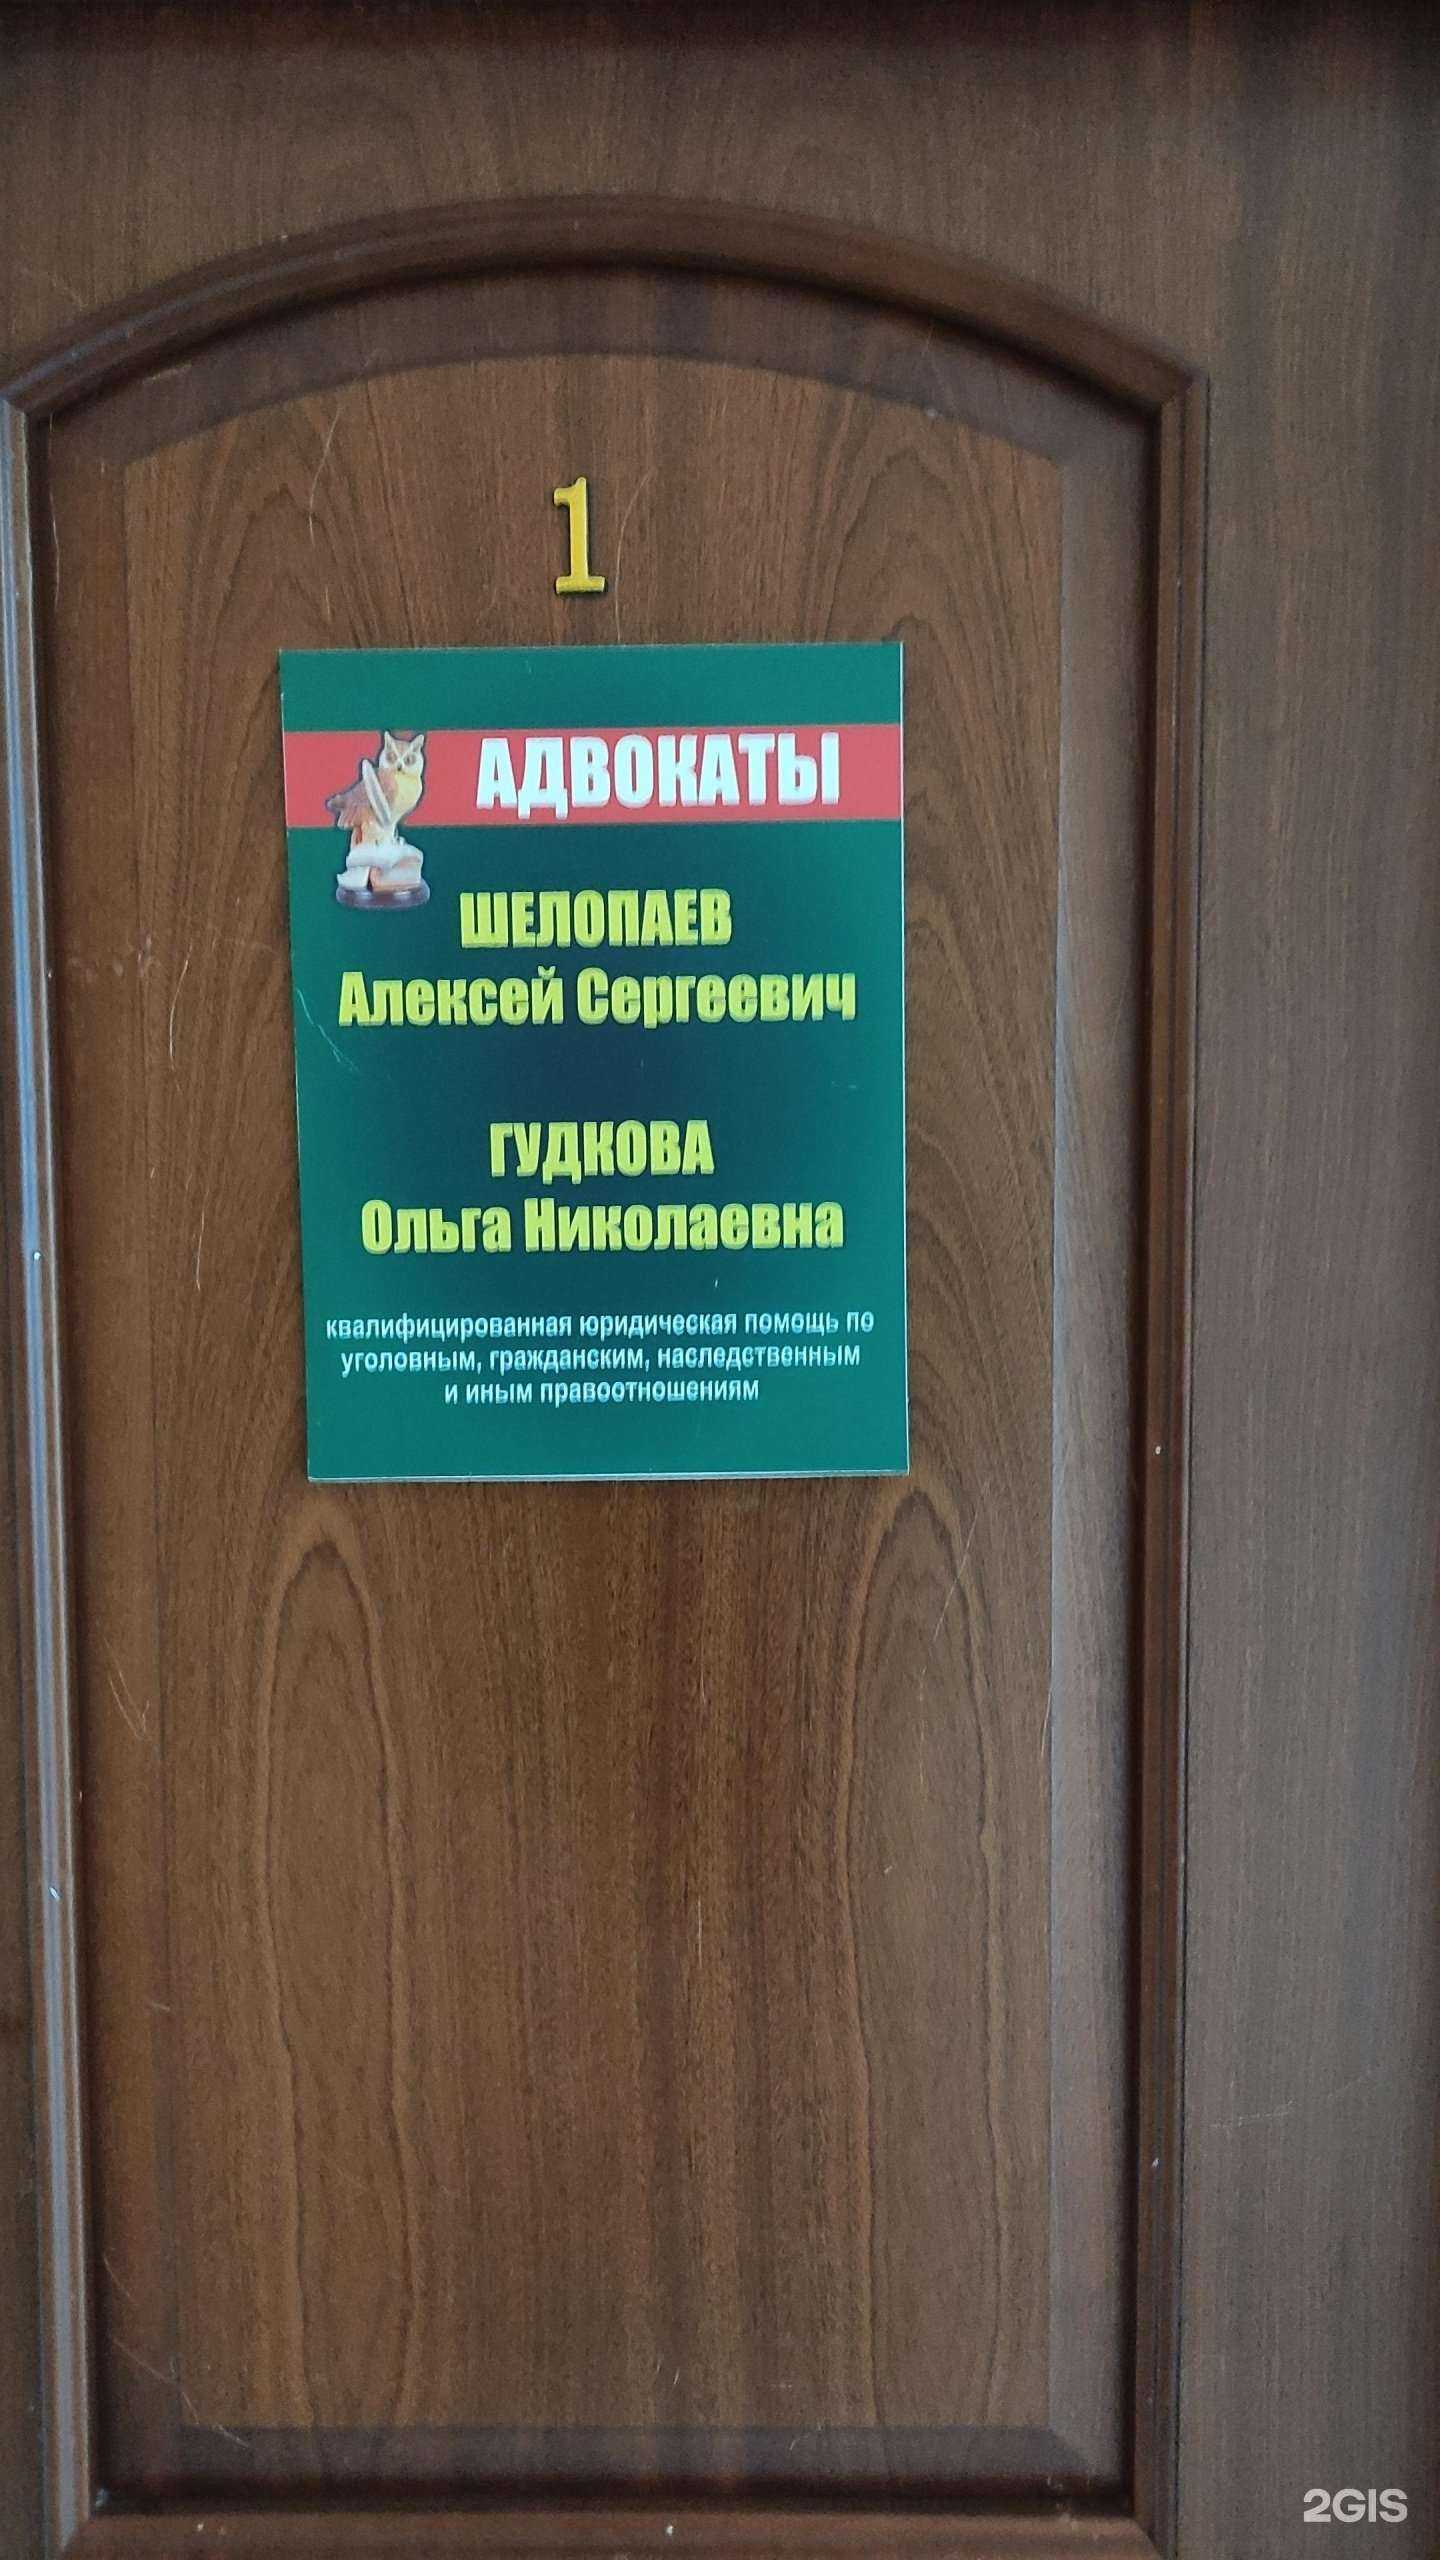 1
АДВОКАТЫ
ШЕЛОПАЕВ
Алексей Сергеевич
ГУДКОВА
Ольга Николаевна
квалифицированная юридическая помощь по
уголовным, гражданским, наследственным
и иным правоотношениям
2GIS